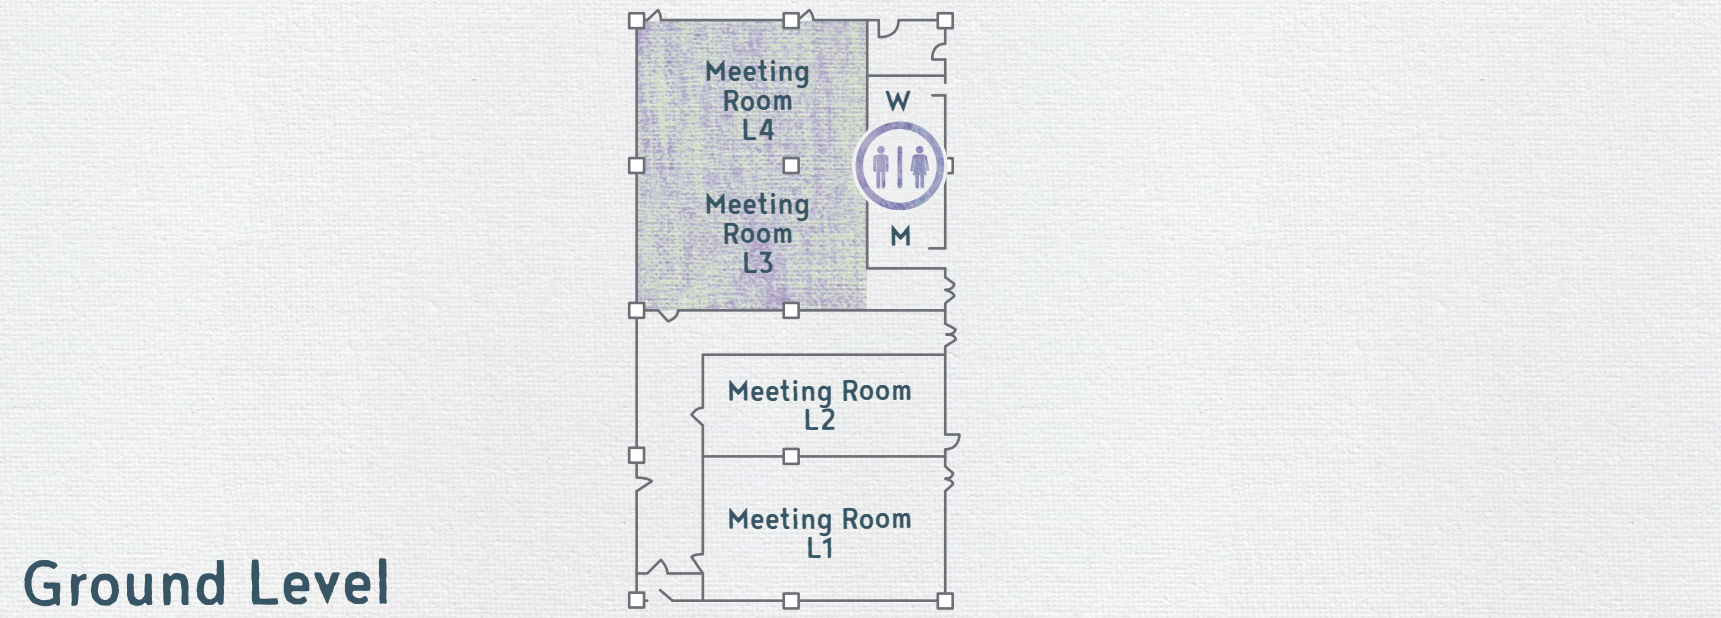 Meeting
Room
L4
W
Meeting
Room
L3
M
Meeting Room
L2
Meeting Room
L1
Ground Level